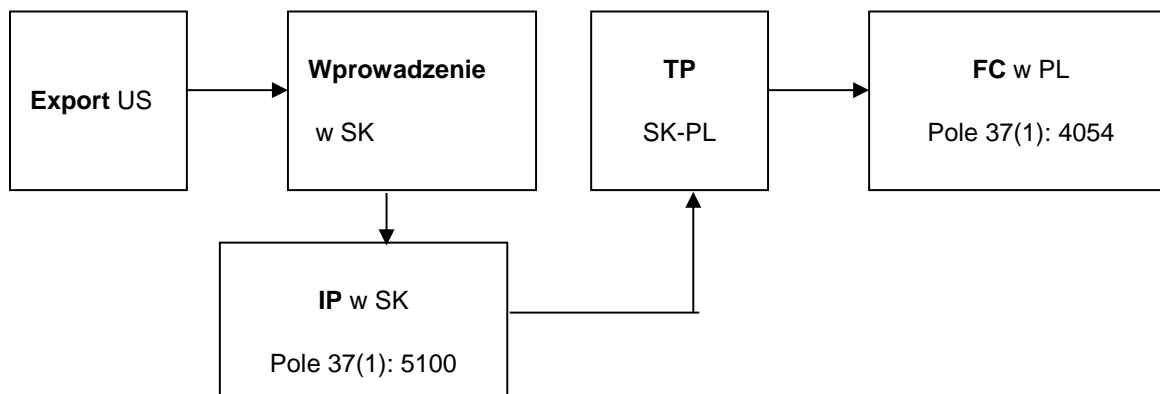 Export US
Wprowadzenie
w SK
TP
SK-PL
FC w PL
Pole 37(1): 4054
IP w SK
Pole 37(1): 5100